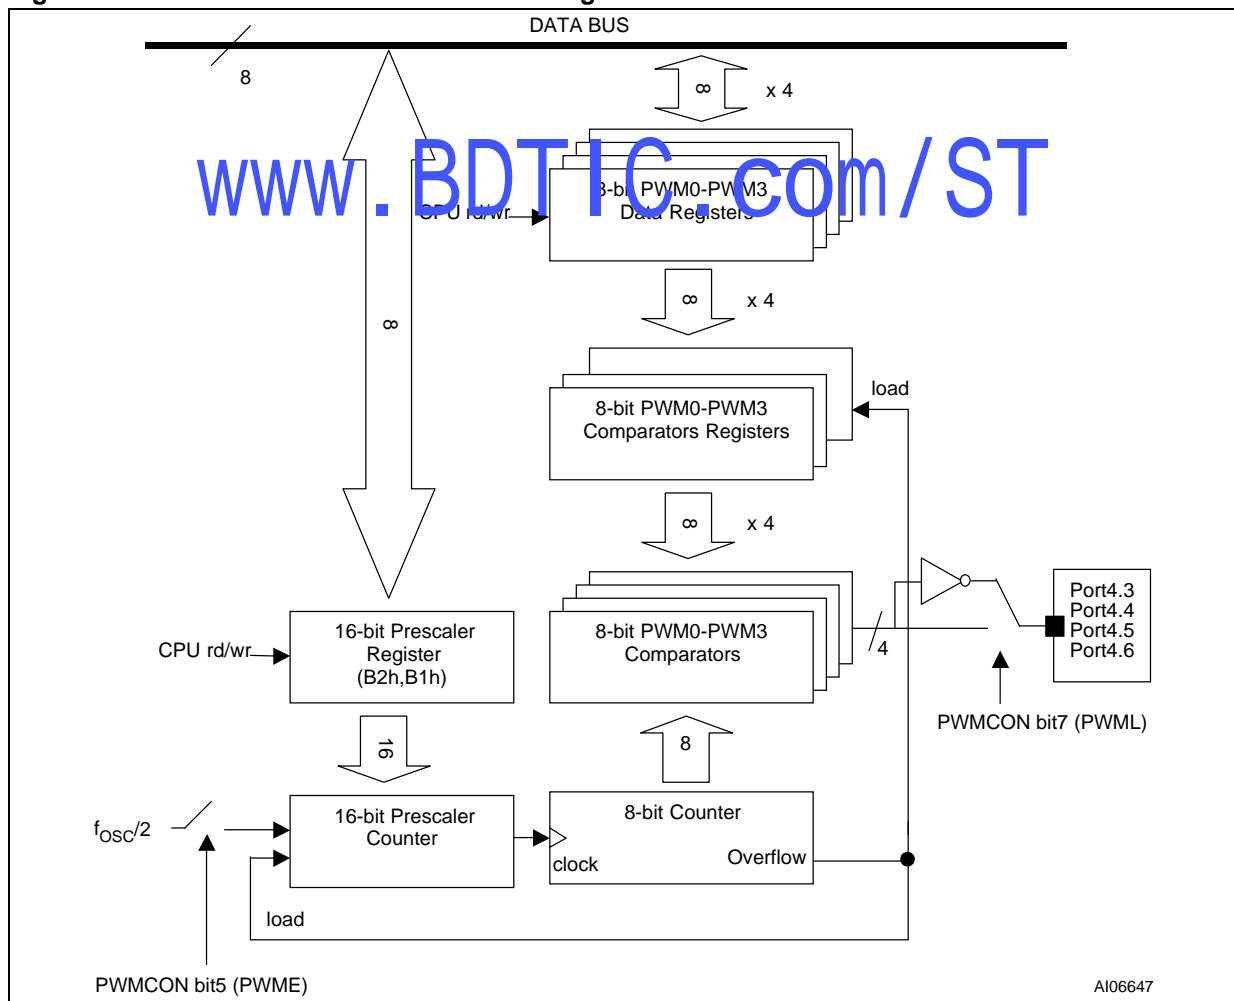 DATA BUS
8
8
x 4
www.BDTIC.com/ST
8-bit PWM0-PWM3
Data Registers
CPU rd/wr
8
x 4
8
8-bit PWM0-PWM3
Comparators Registers
load
8
x 4
8-bit PWM0-PWM3
Comparators
4
Port4.3
Port4.4
Port4.5
Port4.6
16-bit Prescaler
Register
(B2h,B1h)
CPU rd/wr
PWMCON bit7 (PWML)
16
8
16-bit Prescaler
Counter
8-bit Counter
fOSC/2
Overflow
clock
load
PWMCON bit5 (PWME)
AI06647